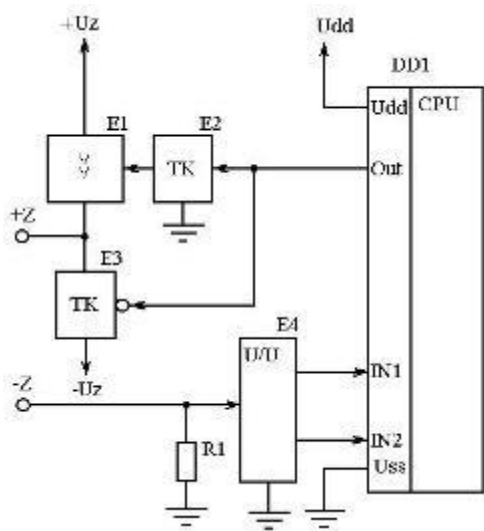 +Uz
Udd
DD1
E1
E2
Udd
CPU
TK
Out
+Z
E3
TK
E4
U/U
-Uz
IN1
-Z
R1
IN2
Uss